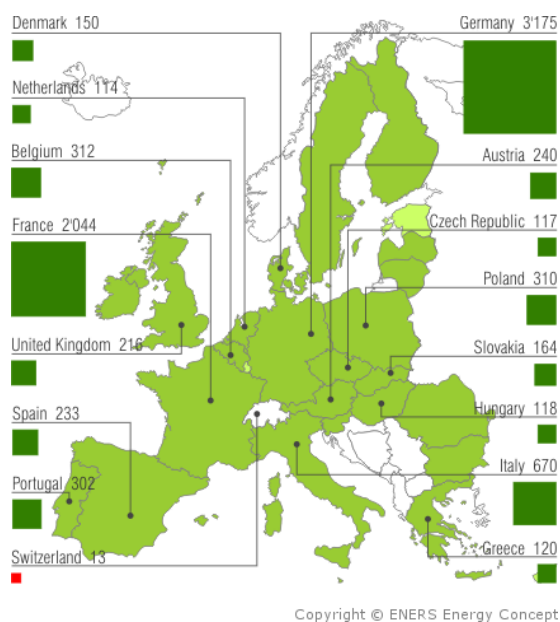 Denmark 150
Germany 3'175
Netherlands 114
Belgium 312
Austria 240
France 2'044
Czech Republic 117
Poland 310
United Kingdom 216
Slovakia 164
Spain 233
Hungary 118
Portugal 302
Italy 670
Switzerland 13
Greece 120
Copyright © ENERS Energy Concept